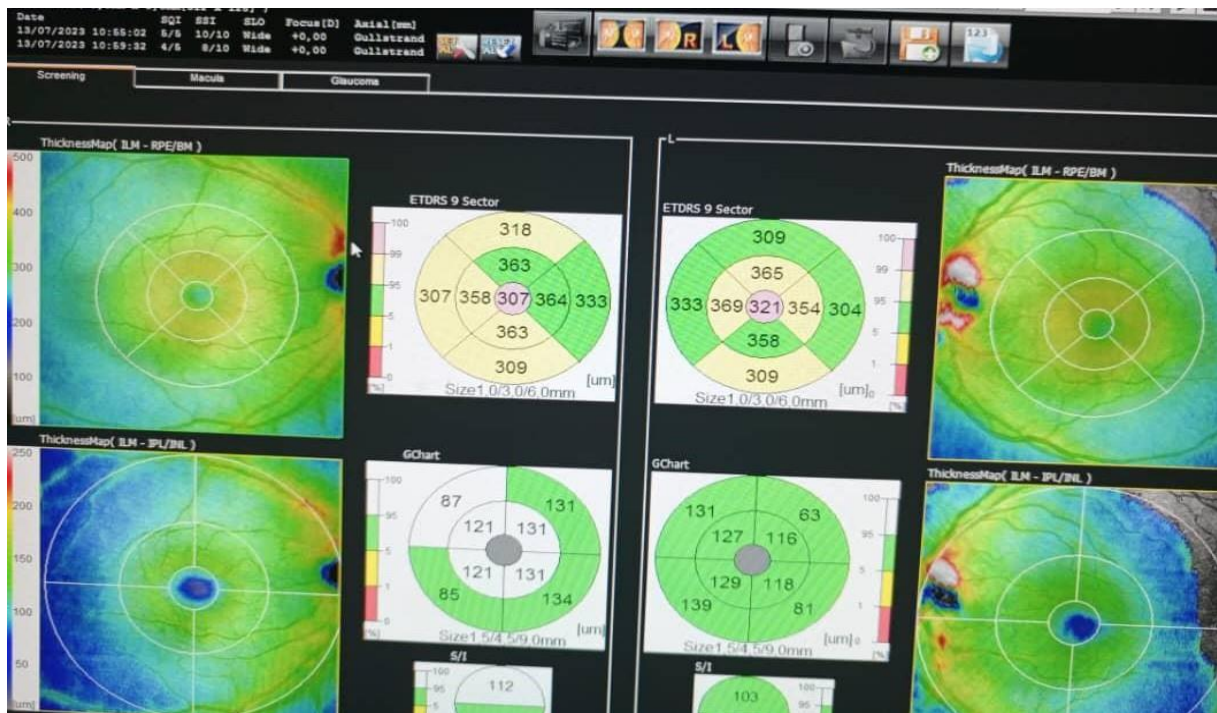 Date SQI SSI SLO Focus[D] Axial[mm]
13/07/2023 10:55:02 5/5 10/10 Wide +0,00 Gullstrand
13/07/2023 10:59:32 4/5 8/10 Wide +0,00 Gullstrand
R L 123
Screening Macula Glaucoma
R
ThicknessMap( ILM - RPE/BM )
500
400
300
200
100
[um]
ETDRS 9 Sector
318
363
307 358 307 364 333
363
309
100
99
95
5
1
0
[%]
[um]
Size1,0/3,0/6,0mm
L
ETDRS 9 Sector
309
365
333 369 321 354 304
358
309
100
99
95
5
1
0
[%]
[um]
Size1,0/3,0/6,0mm
ThicknessMap( ILM - RPE/BM )
ThicknessMap( ILM - IPL/INL )
250
200
150
100
50
[um]
GChart
87 131
121 131
121 131
85 134
100
95
5
1
0
[%]
[um]
Size1,5/4,5/9,0mm
GChart
131 63
127 116
129 118
139 81
100
95
5
1
0
[%]
[um]
Size1,5/4,5/9,0mm
ThicknessMap( ILM - IPL/INL )
S/I
112
100
95
5
S/I
103
100
95
5